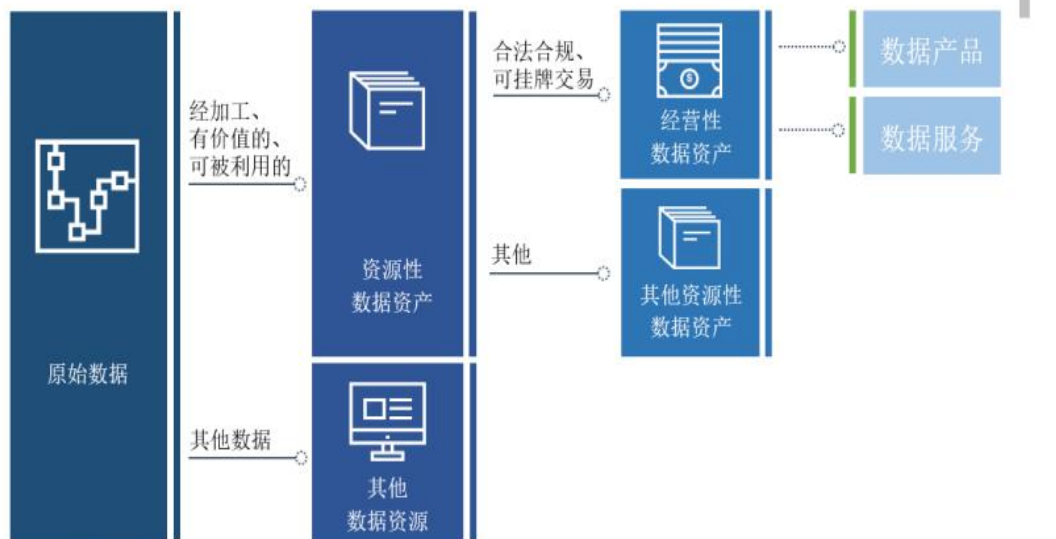 原始数据
经加工、
有价值的、
可被利用的
其他数据
资源性
数据资产
其他
数据资源
合法合规、
可挂牌交易
其他
经营性
数据资产
其他资源性
数据资产
数据产品
数据服务